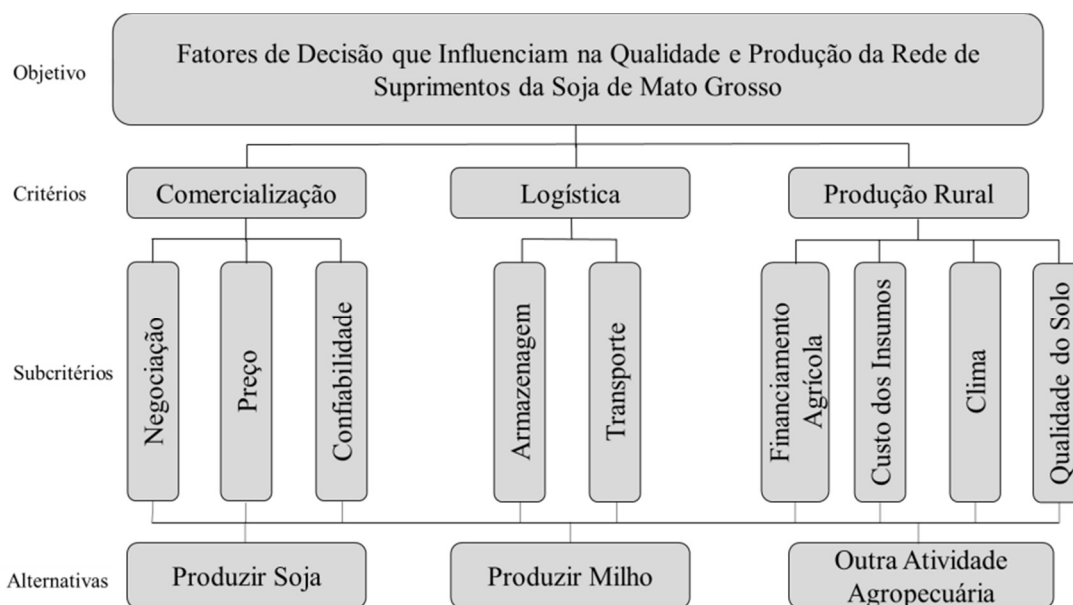 Objetivo
Fatores de Decisão que Influenciam na Qualidade e Produção da Rede de
Suprimentos da Soja de Mato Grosso
Critérios
Comercialização
Logística
Produção Rural
Subcritérios
Negociação
Preço
Confiabilidade
Armazenagem
Transporte
Financiamento
Agrícola
Custo dos Insumos
Clima
Qualidade do Solo
Alternativas
Produzir Soja
Produzir Milho
Outra Atividade
Agropecuária